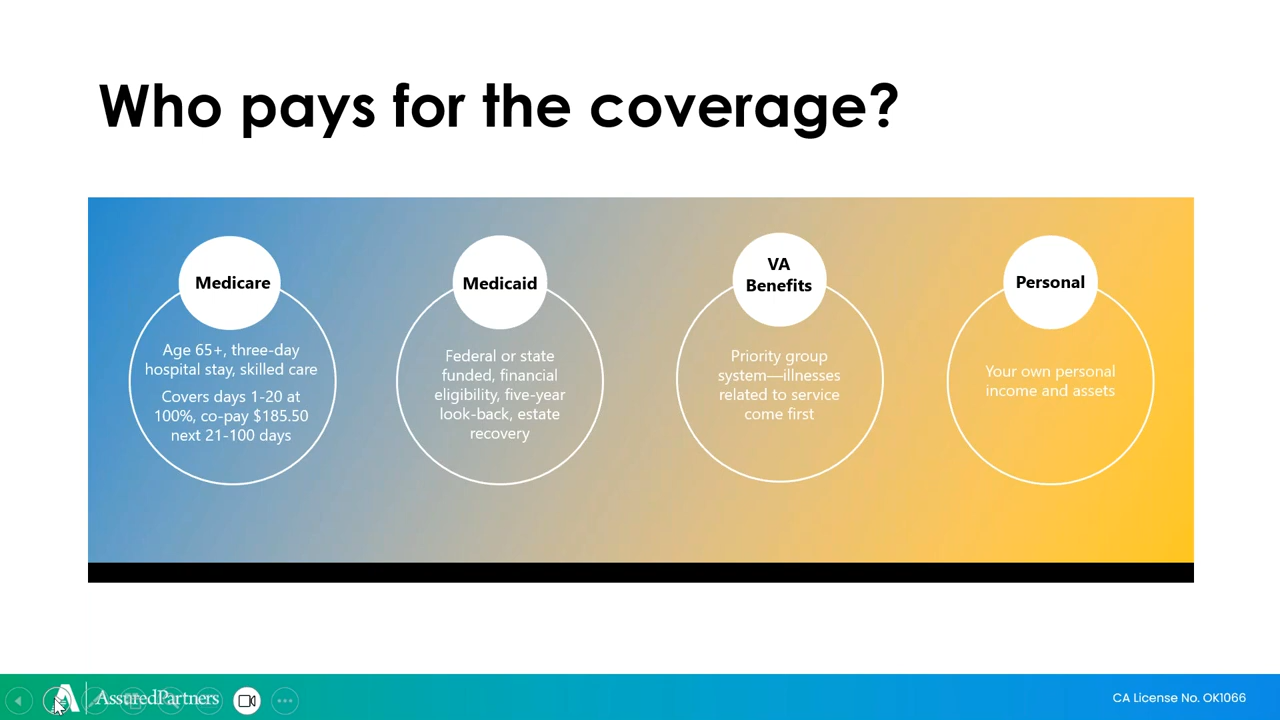 Who pays for the coverage?
Medicare
Age 65+, three-day
hospital stay, skilled care
Covers days 1-20 at
100%, co-pay $185.50
next 21-100 days
Medicaid
Federal or state
funded, financial
eligibility, five-year
look-back, estate
recovery
VA
Benefits
Priority group
system—illnesses
related to service
come first
Personal
Your own personal
income and assets
AssuredPartners
CA License No. OK1066